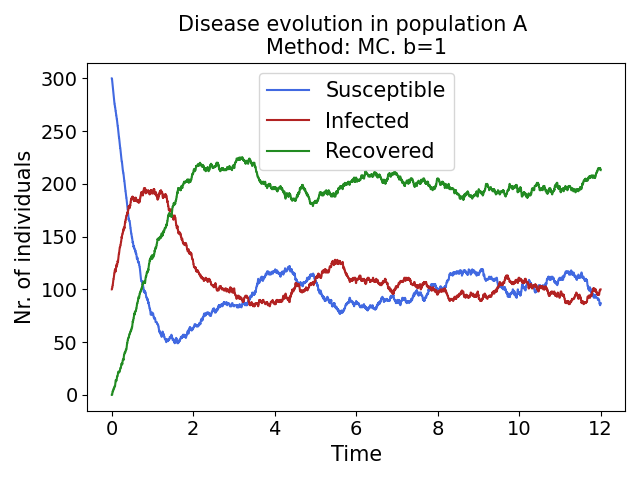 Disease evolution in population A
Method: MC. b=1
Susceptible
Infected
Recovered
Nr. of individuals
300
250
200
150
100
50
0
0 2 4 6 8 10 12
Time